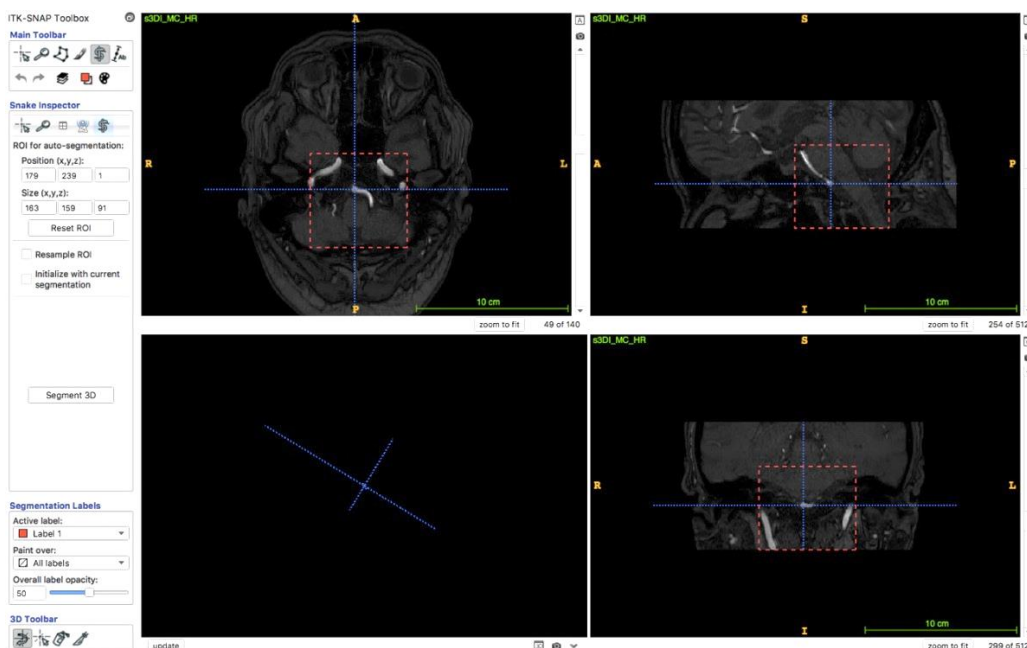 ITK-SNAP Toolbox
Main Toolbar
Snake Inspector
ROI for auto-segmentation:
Position (x,y,z):
179 239 1
Size (x,y,z):
163 159 91
Reset ROI
Resample ROI
Initialize with current
segmentation
Segment 3D
Segmentation Labels
Active label:
Label 1
Paint over:
All labels
Overall label opacity:
50
3D Toolbar
s3DI_MC_HR
A
R
L
P
10 cm
zoom to fit 49 of 140
s3DI_MC_HR
S
A
P
I
10 cm
zoom to fit 254 of 512
update
s3DI_MC_HR
S
R
L
I
10 cm
zoom to fit 299 of 512